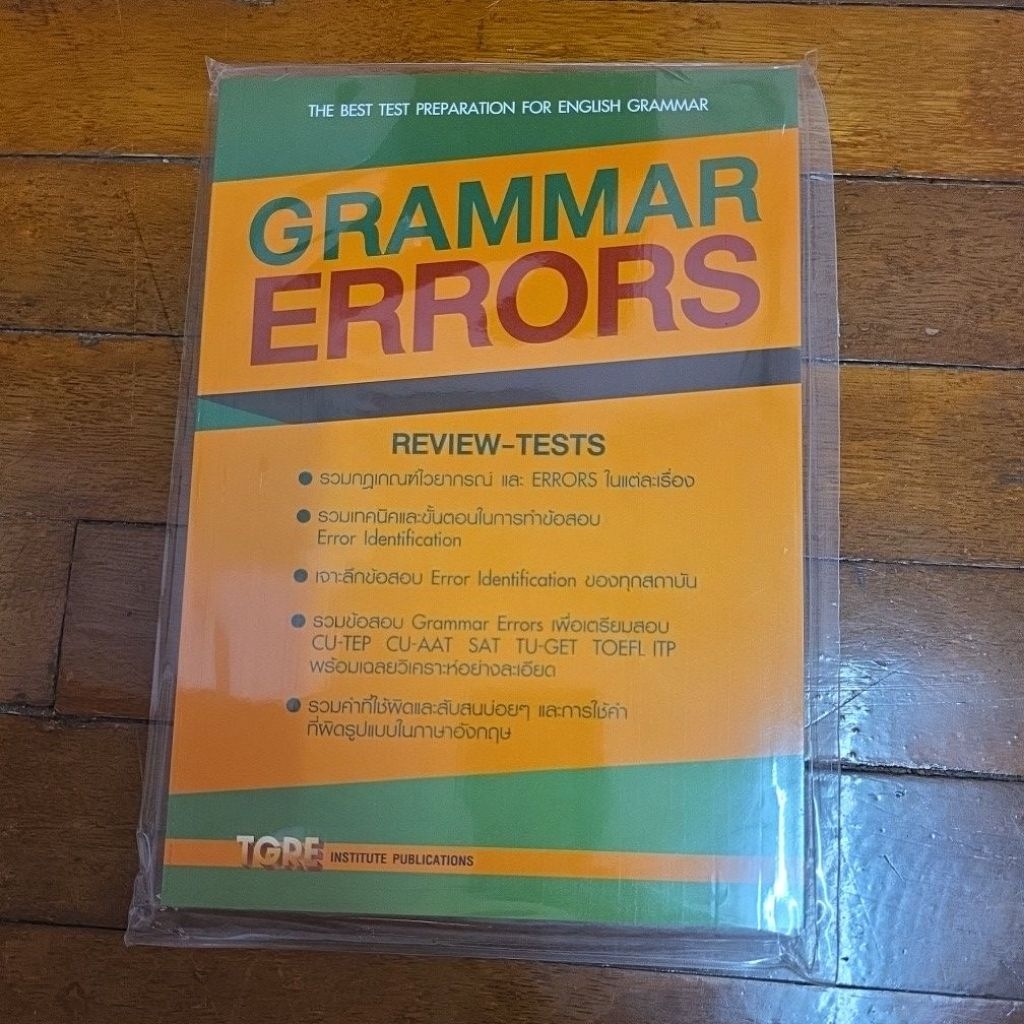 THE BEST TEST PREPARATION FOR ENGLISH GRAMMAR
GRAMMAR
ERRORS
REVIEW-TESTS
● รวมกฎเกณฑ์ไวยากรณ์ และ ERRORS ในแต่ละเรื่อง
● รวมเทคนิคและขั้นตอนในการทำข้อสอบ
Error Identification
● เจาะลึกข้อสอบ Error Identification ของทุกสถาบัน
● รวมข้อสอบ Grammar Errors เพื่อเตรียมสอบ
CU-TEP CU-AAT SAT TU-GET TOEFL ITP
พร้อมเฉลยวิเคราะห์อย่างละเอียด
● รวมคำที่ใช้ผิดและสับสนบ่อยๆ และการใช้คำ
ที่ผิดรูปแบบในภาษาอังกฤษ
TGRE INSTITUTE PUBLICATIONS